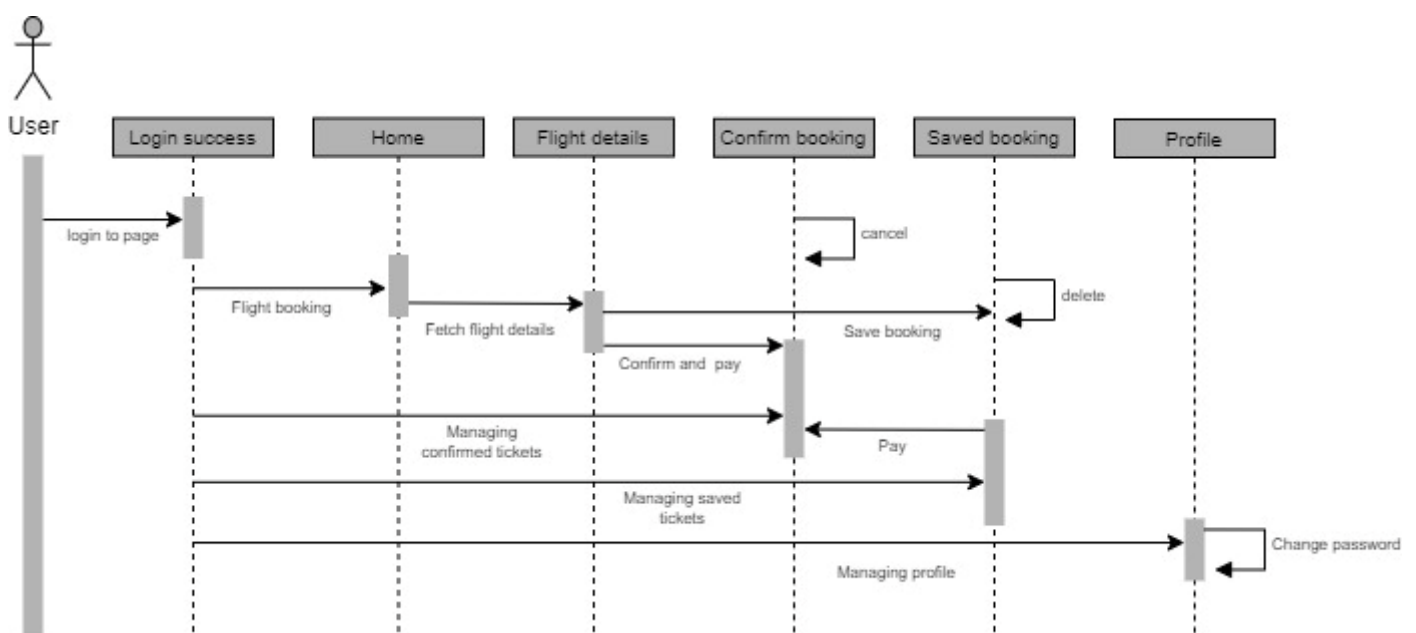 User
Login success
Home
Flight details
Confirm booking
Saved booking
Profile
login to page
cancel
Flight booking
delete
Fetch flight details
Save booking
Confirm and pay
Managing
confirmed tickets
Pay
Managing saved
tickets
Change password
Managing profile